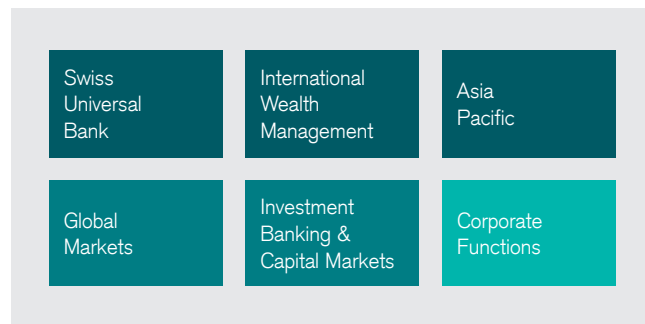 Swiss
Universal
Bank
International
Wealth
Management
Asia
Pacific
Global
Markets
Investment
Banking &
Capital Markets
Corporate
Functions